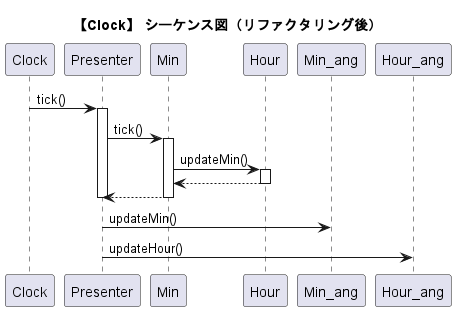 【Clock】 シーケンス図（リファクタリング後）
Clock Presenter Min Hour Min_ang Hour_ang
tick()
tick()
updateMin()
updateMin()
updateHour()
Clock Presenter Min Hour Min_ang Hour_ang